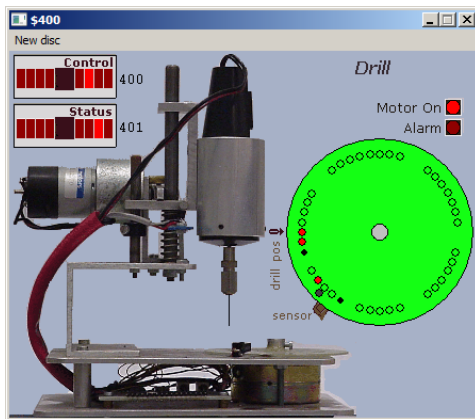 $400
New disc
Control
400
Status
401
Drill
Motor On
Alarm
drill pos
sensor